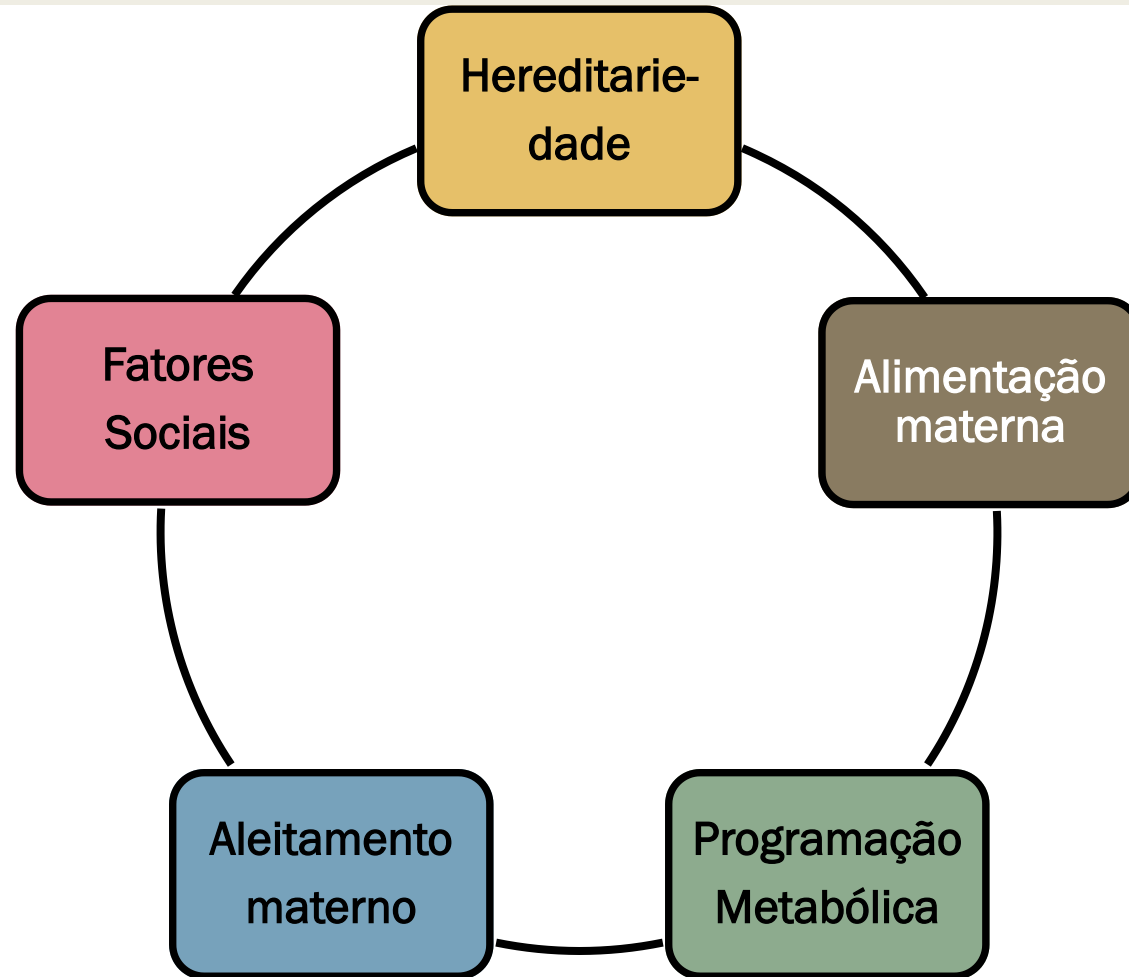 Hereditarie-
dade
Alimentação
materna
Programação
Metabólica
Aleitamento
materno
Fatores
Sociais